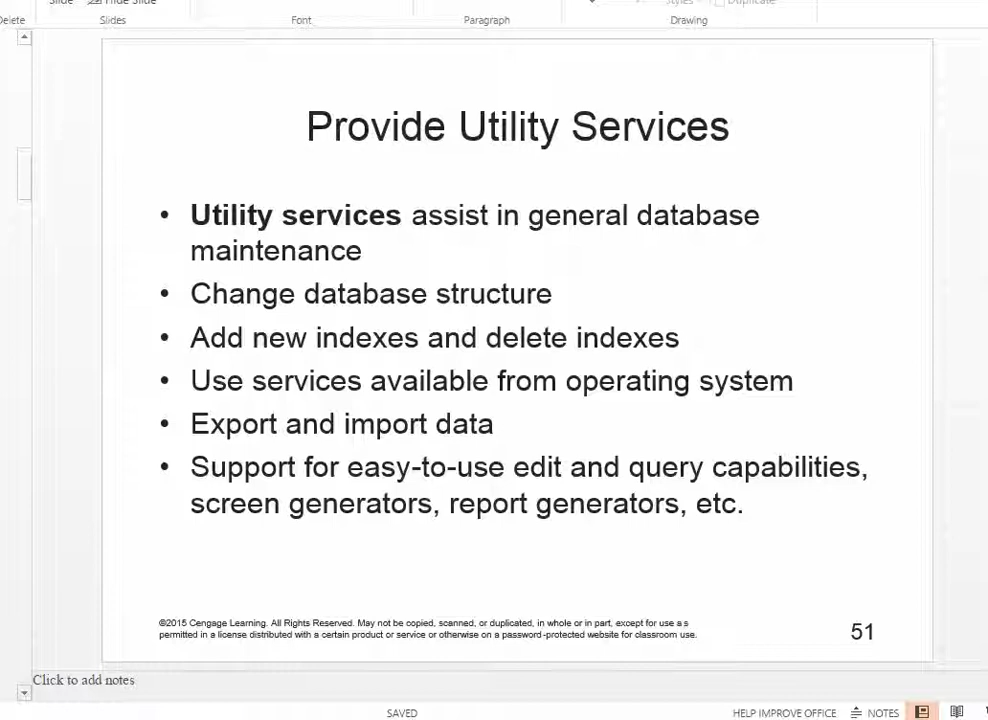 Delete Slide Hide Slide Styles Duplicate
Slides Font Paragraph Drawing
Provide Utility Services
• Utility services assist in general database
maintenance
• Change database structure
• Add new indexes and delete indexes
• Use services available from operating system
• Export and import data
• Support for easy-to-use edit and query capabilities,
screen generators, report generators, etc.
©2015 Cengage Learning. All Rights Reserved. May not be copied, scanned, or duplicated, in whole or in part, except for use as
permitted in a license distributed with a certain product or service or otherwise on a password-protected website for classroom use.
51
Click to add notes
SAVED HELP IMPROVE OFFICE NOTES